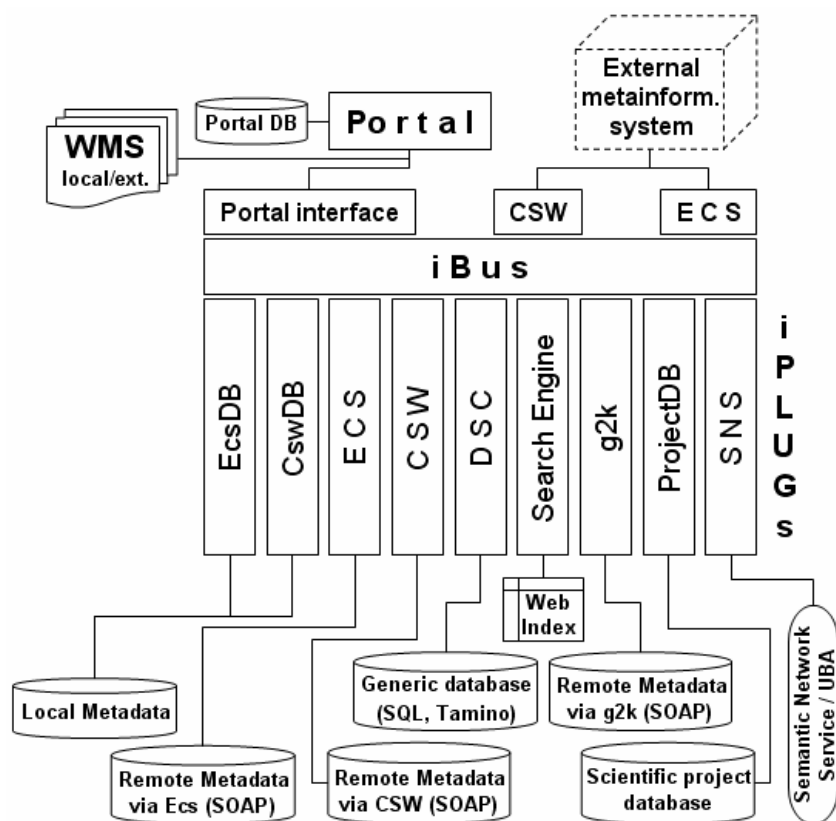 External
metainform.
system
Portal DB
Portal
WMS
local/ext.
Portal interface
CSW
ECS
iBus
EcsDB
CswDB
ECS
CSW
DSC
Search Engine
g2k
ProjectDB
SNS
iPLUGs
Web
Index
Generic database
(SQL, Tamino)
Remote Metadata
via g2k (SOAP)
Local Metadata
Remote Metadata
via Ecs (SOAP)
Remote Metadata
via CSW (SOAP)
Scientific project
database
Semantic Network
Service / UBA